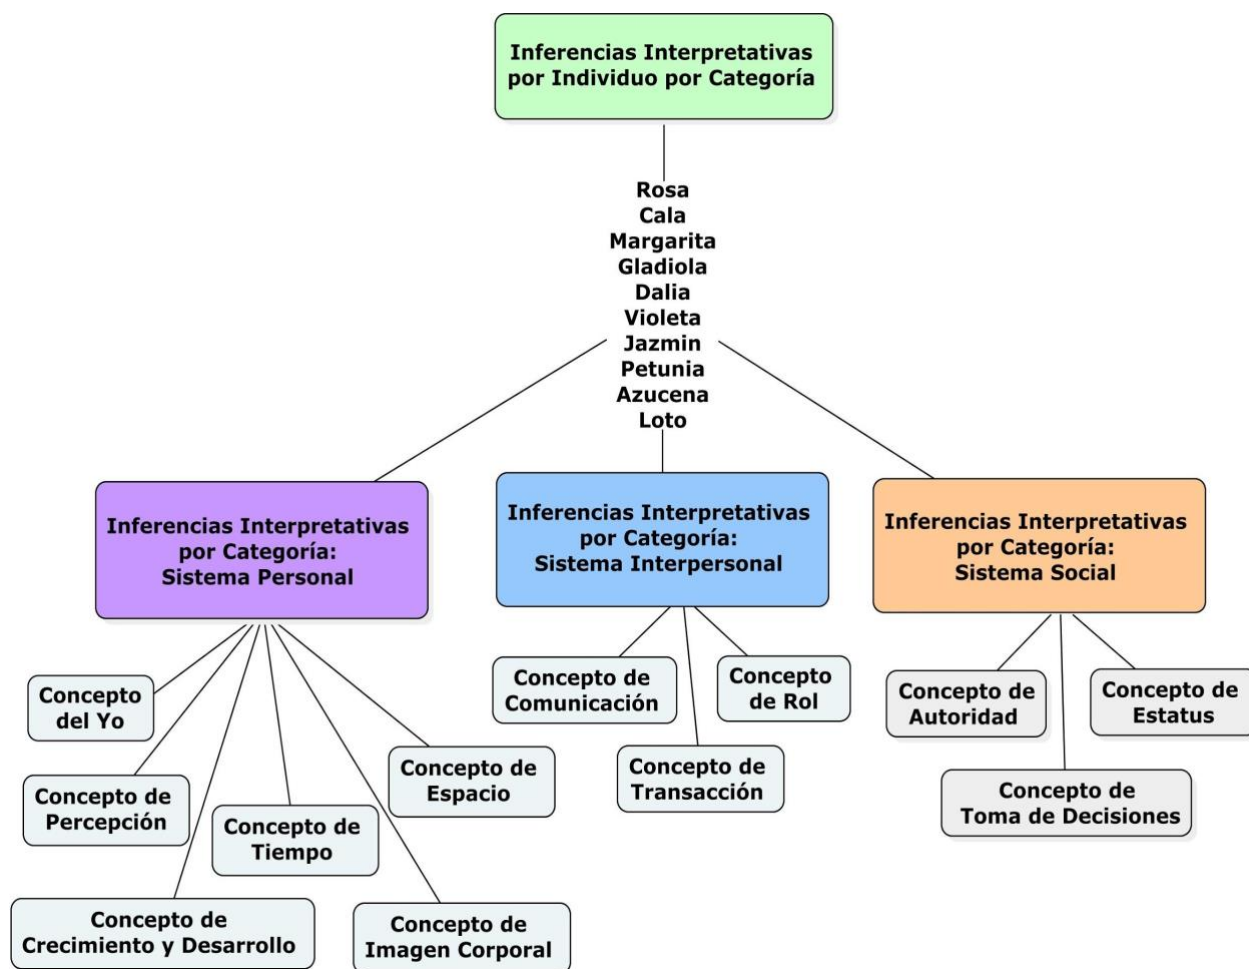 Inferencias Interpretativas
por Individuo por Categoría
Rosa
Cala
Margarita
Gladiola
Dalia
Violeta
Jazmin
Petunia
Azucena
Loto
Inferencias Interpretativas
por Categoría:
Sistema Personal
Inferencias Interpretativas
por Categoría:
Sistema Interpersonal
Inferencias Interpretativas
por Categoría:
Sistema Social
Concepto
del Yo
Concepto de
Percepción
Concepto de
Crecimiento y Desarrollo
Concepto de
Tiempo
Concepto de
Imagen Corporal
Concepto de
Espacio
Concepto de
Comunicación
Concepto de
Transacción
Concepto
de Rol
Concepto de
Autoridad
Concepto de
Toma de Decisiones
Concepto de
Estatus